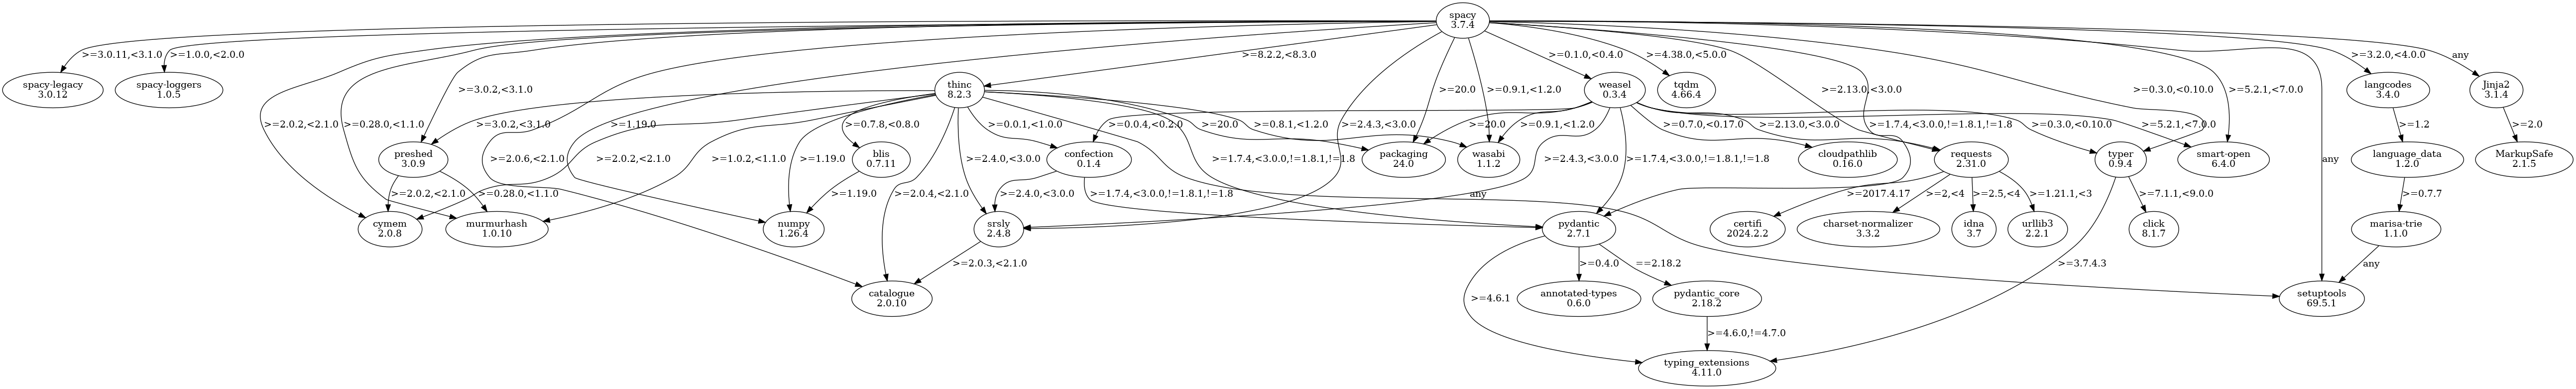 spacy
3.7.4
>=3.0.11,<3.1.0
>=1.0.0,<2.0.0
>=8.2.2,<8.3.0
>=0.1.0,<0.4.0
>=4.38.0,<5.0.0
>=3.2.0,<4.0.0
any
spacy-legacy
3.0.12
spacy-loggers
1.0.5
>=3.0.2,<3.1.0
thinc
8.2.3
>=20.0
>=0.9.1,<1.2.0
weasel
0.3.4
tqdm
4.66.4
>=2.13.0,<3.0.0
>=0.3.0,<0.10.0
>=5.2.1,<7.0.0
langcodes
3.4.0
Jinja2
3.1.4
>=2.0.2,<2.1.0
>=0.28.0,<1.1.0
>=3.0.2,<3.1.0
>=1.19.0
>=0.7.8,<0.8.0
>=0.0.1,<1.0.0
>=0.0.4,<0.2.0
>=20.0
>=0.8.1,<1.2.0
>=2.4.3,<3.0.0
>=20.0
>=0.9.1,<1.2.0
>=0.7.0,<0.17.0
>=2.13.0,<3.0.0
>=1.7.4,<3.0.0,!=1.8.1,!=1.8
>=0.3.0,<0.10.0
>=5.2.1,<7.0.0
>=1.2
>=2.0
preshed
3.0.9
>=2.0.6,<2.1.0
>=2.0.2,<2.1.0
>=1.0.2,<1.1.0
>=1.19.0
blis
0.7.11
>=2.4.0,<3.0.0
confection
0.1.4
>=1.7.4,<3.0.0,!=1.8.1,!=1.8
packaging
24.0
wasabi
1.1.2
>=2.4.3,<3.0.0
>=1.7.4,<3.0.0,!=1.8.1,!=1.8
cloudpathlib
0.16.0
requests
2.31.0
typer
0.9.4
smart-open
6.4.0
any
language_data
1.2.0
MarkupSafe
2.1.5
>=2.0.2,<2.1.0
>=0.28.0,<1.1.0
>=1.19.0
>=2.0.4,<2.1.0
>=2.4.0,<3.0.0
>=1.7.4,<3.0.0,!=1.8.1,!=1.8
any
>=2017.4.17
>=2,<4
>=2.5,<4
>=1.21.1,<3
>=7.1.1,<9.0.0
>=0.7.7
cymem
2.0.8
murmurhash
1.0.10
numpy
1.26.4
srsly
2.4.8
pydantic
2.7.1
certifi
2024.2.2
charset-normalizer
3.3.2
idna
3.7
urllib3
2.2.1
click
8.1.7
marisa-trie
1.1.0
>=2.0.3,<2.1.0
>=0.4.0
==2.18.2
>=3.7.4.3
any
catalogue
2.0.10
>=4.6.1
annotated-types
0.6.0
pydantic_core
2.18.2
setuptools
69.5.1
>=4.6.0,!=4.7.0
typing_extensions
4.11.0